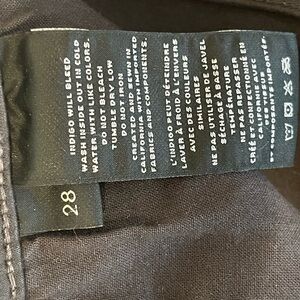 INDIGO WILL BLEED
WASH INSIDE OUT IN COLD
WATER WITH LIKE COLORS.
DO NOT BLEACH
TUMBLE DRY LOW
DO NOT IRON
CREATED AND SEWN IN
CALIFORNIA WITH IMPORTED
FABRICS AND COMPONENTS.
L'INDIGO PEUT DÉTEINDRE
LAVER À FROID À L'ENVERS
AVEC DES COULEURS
SIMILAIRES
NE PAS UTILISER DE JAVEL
SÉCHAGE À BASSE
TEMPÉRATURE
NE PAS REPASSER
CRÉÉ ET COUSU EN
CALIFORNIE AVEC
COMPOSANTS IMPORTÉS.
28